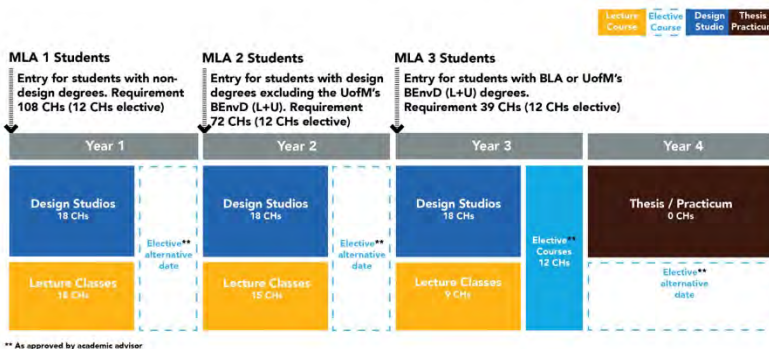 Lecture Course
Elective Course
Design Studio
Thesis Practicum
MLA 1 Students
Entry for students with non-
design degrees. Requirement
108 CHs (12 CHs elective)
MLA 2 Students
Entry for students with design
degrees excluding the UofM's
BEnvD (L+U). Requirement
72 CHs (12 CHs elective)
MLA 3 Students
Entry for students with BLA or UofM's
BEnvD (L+U) degrees.
Requirement 39 CHs (12 CHs elective)
Year 1
Year 2
Year 3
Year 4
Design Studios
18 CHs
Lecture Classes
18 CHs
Elective**
alternative
date
Design Studios
18 CHs
Lecture Classes
15 CHs
Elective**
alternative
date
Design Studios
18 CHs
Lecture Classes
9 CHs
Elective**
Courses
12 CHs
Thesis / Practicum
0 CHs
Elective**
alternative
date
** As approved by academic advisor